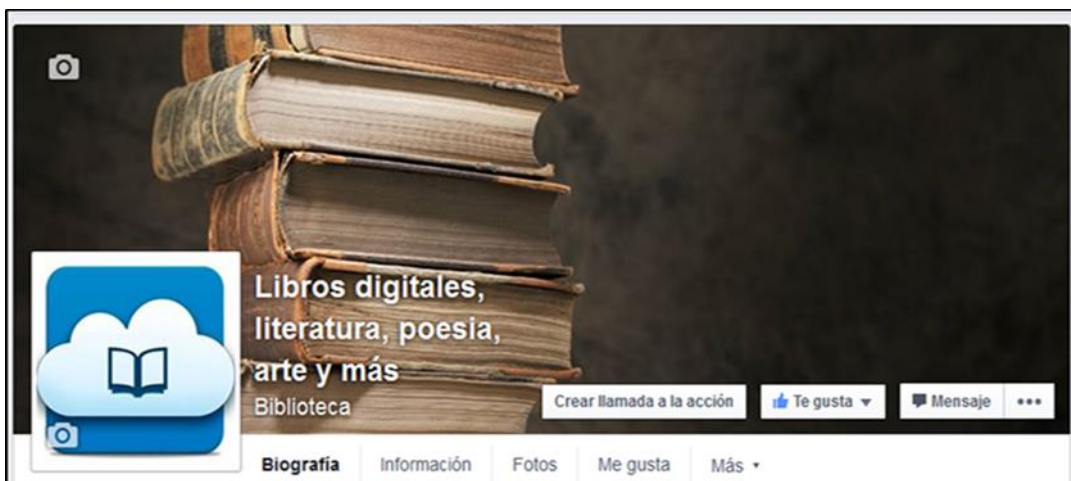 Libros digitales,
literatura, poesia,
arte y más
Biblioteca
Crear llamada a la acción
Te gusta
Mensaje
Biografía
Información
Fotos
Me gusta
Más